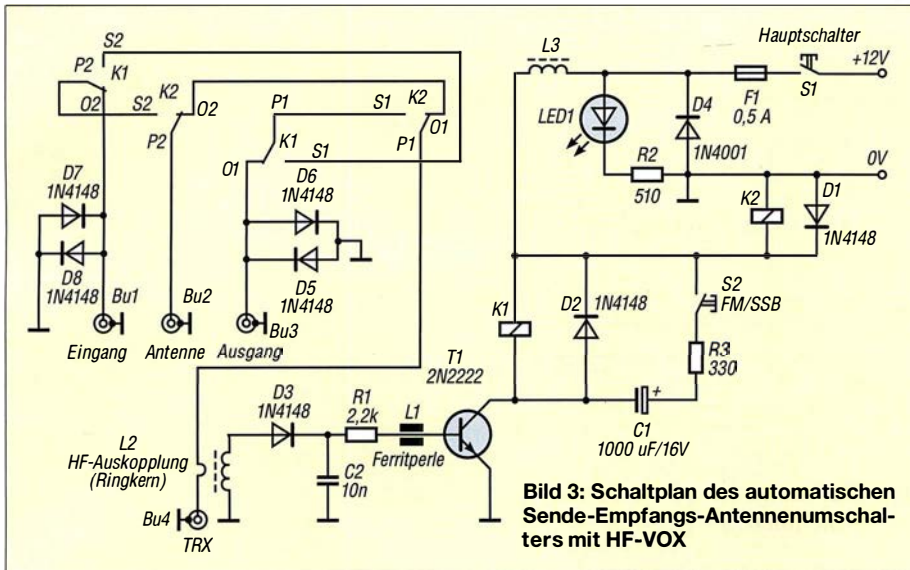 S2
P2
K1
O2
S2
K2
O2
P2
P1
S1
K2
O1
P1
O1
K1
S1
D7
1N4148
D8
1N4148
D6
1N4148
D5
1N4148
Bu1
Bu2
Bu3
Eingang
Antenne
Ausgang
L3
Hauptschalter
+12V
S1
F1
0,5 A
LED1
D4
1N4001
R2
510
0V
K2
D1
1N4148
S2
FM/SSB
K1
D2
1N4148
R3
330
T1
2N2222
C1
1000 uF/16V
D3
1N4148
R1
2,2k
L1
Ferritperle
C2
10n
L2
HF-Auskopplung
(Ringkern)
Bu4
TRX
Bild 3: Schaltplan des automatischen
Sende-Empfangs-Antennenumschal-
ters mit HF-VOX